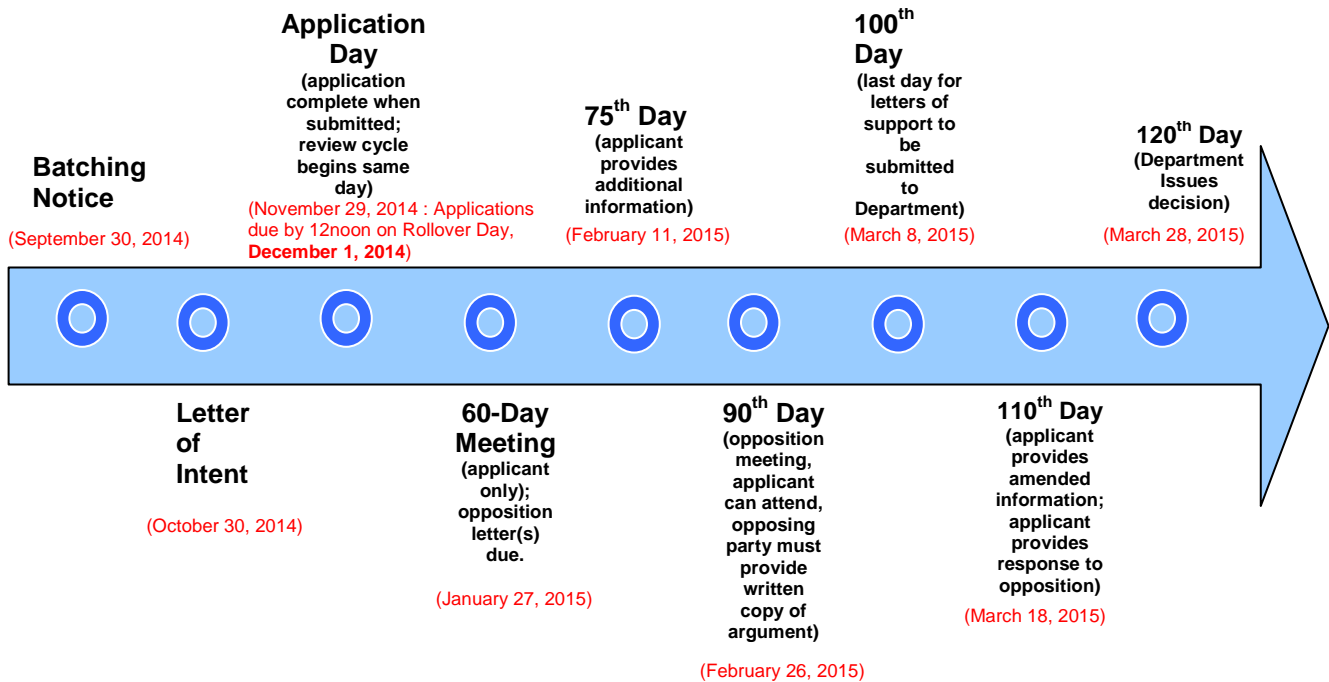 Batching
Notice
(September 30, 2014)
Letter
of
Intent
(October 30, 2014)
Application
Day
(application
complete when
submitted;
review cycle
begins same
day)
(November 29, 2014 : Applications
due by 12noon on Rollover Day,
December 1, 2014)
60-Day
Meeting
(applicant
only);
opposition
letter(s)
due.
(January 27, 2015)
75th Day
(applicant
provides
additional
information)
(February 11, 2015)
90th Day
(opposition
meeting,
applicant
can attend,
opposing
party must
provide
written
copy of
argument)
(February 26, 2015)
100th
Day
(last day for
letters of
support to
be
submitted
to
Department)
(March 8, 2015)
110th Day
(applicant
provides
amended
information;
applicant
provides
response to
opposition)
(March 18, 2015)
120th Day
(Department
Issues
decision)
(March 28, 2015)